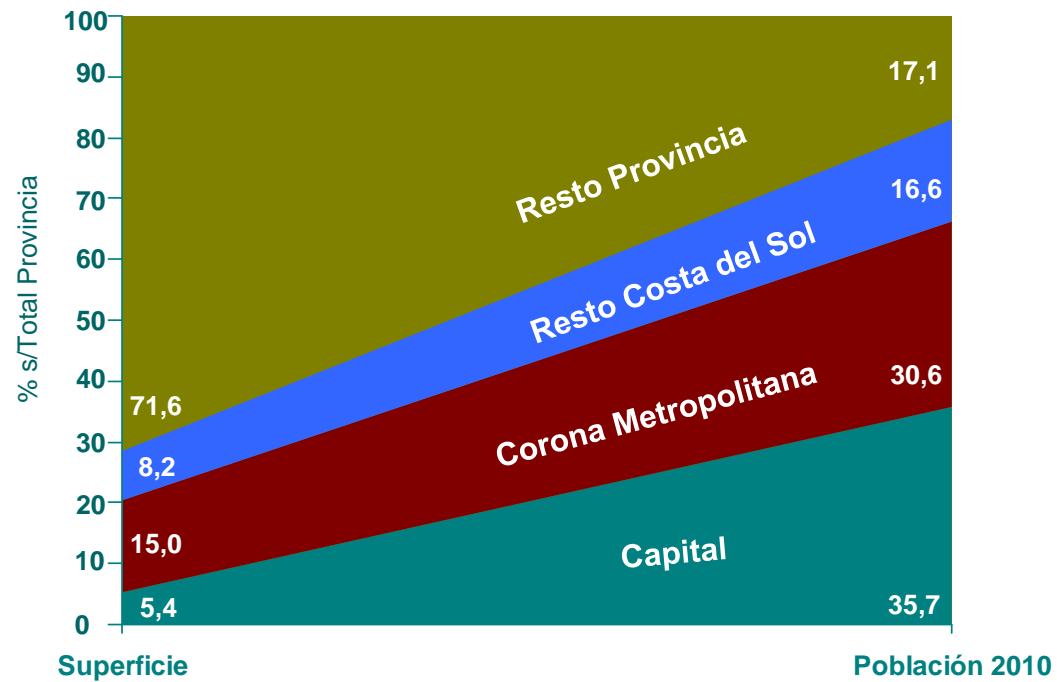 % s/Total Provincia
100
90
80
70
60
50
40
30
20
10
0
17,1
Resto Provincia
16,6
Resto Costa del Sol
30,6
Corona Metropolitana
71,6
8,2
15,0
Capital
5,4
35,7
Superficie
Población 2010